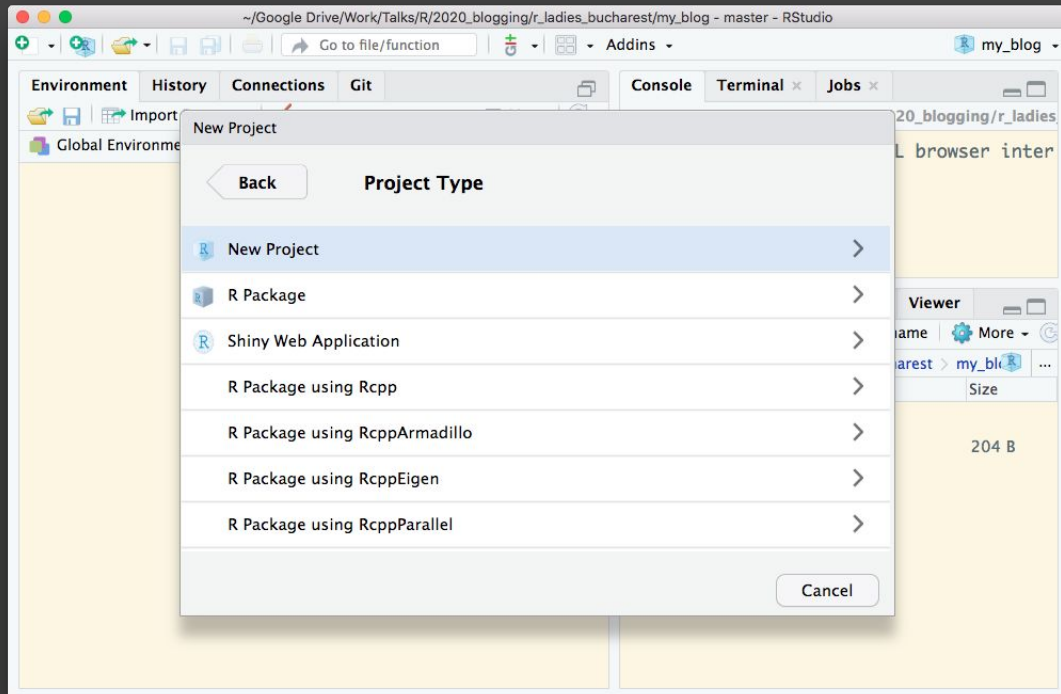 ~/Google Drive/Work/Talks/R/2020_blogging/r_ladies_bucharest/my_blog - master - RStudio
Go to file/function
Addins
my_blog
Environment History Connections Git
Console Terminal Jobs
Import
20_blogging/r_ladies
Global Environme
L browser inter
New Project
Back
Project Type
New Project
R Package
Shiny Web Application
R Package using Rcpp
R Package using RcppArmadillo
R Package using RcppEigen
R Package using RcppParallel
Cancel
Viewer
ame More
arest > my_blo ...
Size
204 B